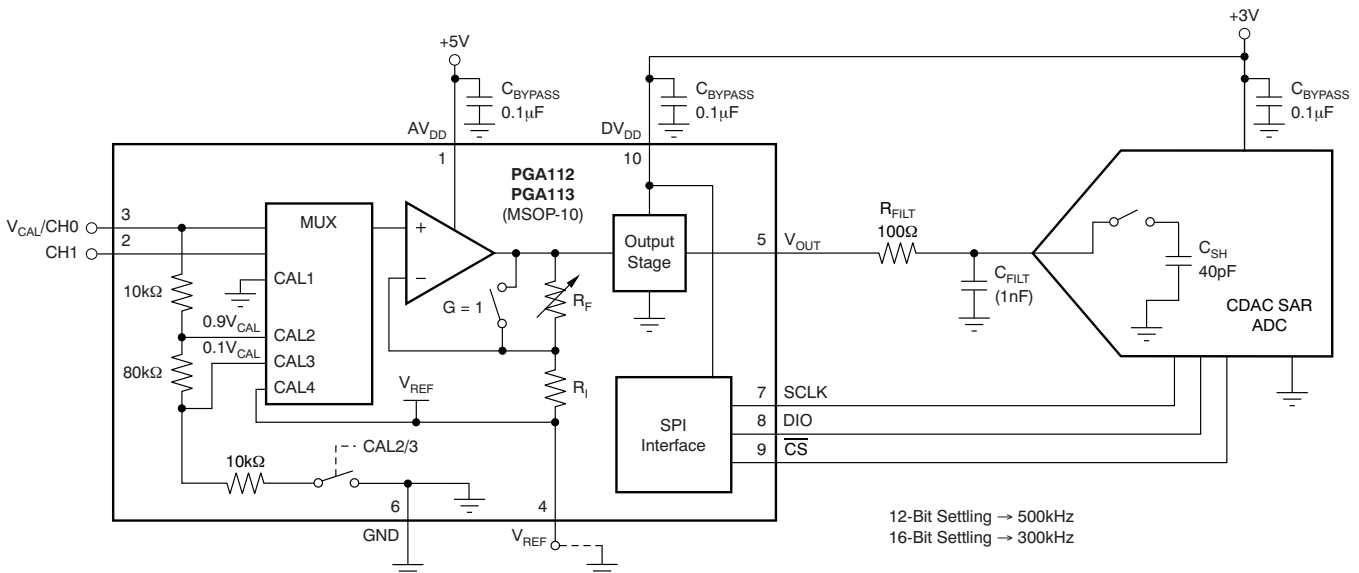 +3V
+5V
C_BYPASS
0.1μF
C_BYPASS
0.1μF
C_BYPASS
0.1μF
AV_DD
DV_DD
1
10
PGA112
PGA113
(MSOP-10)
V_CAL/CH0
3
CH1
2
MUX
CAL1
CAL2
CAL3
CAL4
10kΩ
0.9V_CAL
0.1V_CAL
80kΩ
10kΩ
CAL2/3
+
−
G = 1
R_F
R_I
V_REF
Output
Stage
5
V_OUT
R_FILT
100Ω
C_FILT
(1nF)
C_SH
40pF
CDAC SAR
ADC
SPI
Interface
7
SCLK
8
DIO
9
C̅S̅
6
GND
4
V_REF
12-Bit Settling → 500kHz
16-Bit Settling → 300kHz